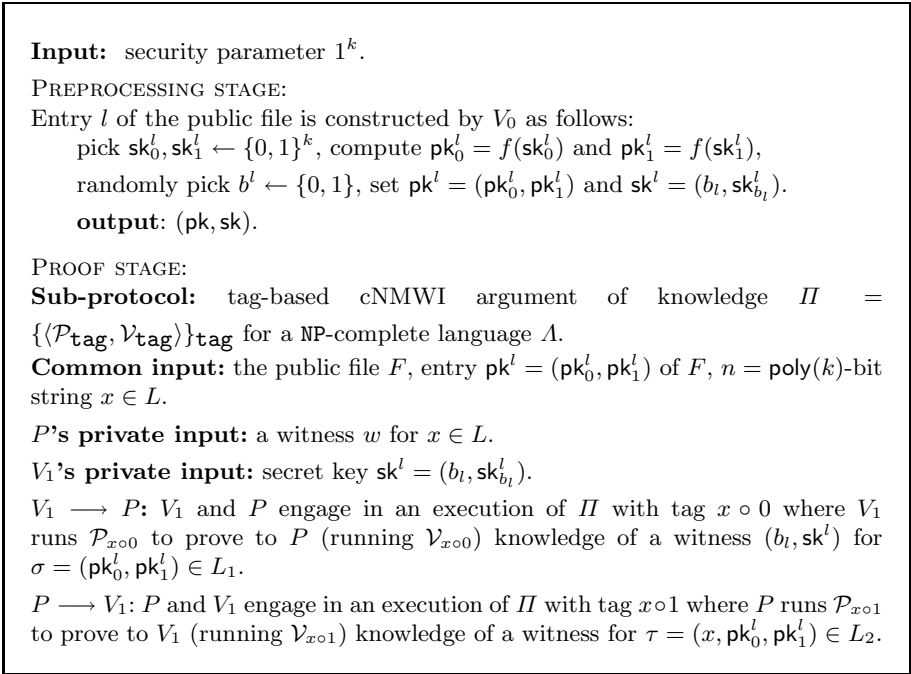 Input: security parameter 1^k.
PREPROCESSING STAGE:
Entry l of the public file is constructed by V_0 as follows:
pick sk_0^l, sk_1^l ← {0, 1}^k, compute pk_0^l = f(sk_0^l) and pk_1^l = f(sk_1^l),
randomly pick b^l ← {0, 1}, set pk^l = (pk_0^l, pk_1^l) and sk^l = (b_l, sk_{b_l}^l).
output: (pk, sk).
PROOF STAGE:
Sub-protocol: tag-based cNMWI argument of knowledge Π =
{⟨P_tag, V_tag⟩}_tag for a NP-complete language Λ.
Common input: the public file F, entry pk^l = (pk_0^l, pk_1^l) of F, n = poly(k)-bit
string x ∈ L.
P's private input: a witness w for x ∈ L.
V_1's private input: secret key sk^l = (b_l, sk_{b_l}^l).
V_1 ⟶ P: V_1 and P engage in an execution of Π with tag x ∘ 0 where V_1
runs P_{x∘0} to prove to P (running V_{x∘0}) knowledge of a witness (b_l, sk^l) for
σ = (pk_0^l, pk_1^l) ∈ L_1.
P ⟶ V_1: P and V_1 engage in an execution of Π with tag x∘1 where P runs P_{x∘1}
to prove to V_1 (running V_{x∘1}) knowledge of a witness for τ = (x, pk_0^l, pk_1^l) ∈ L_2.